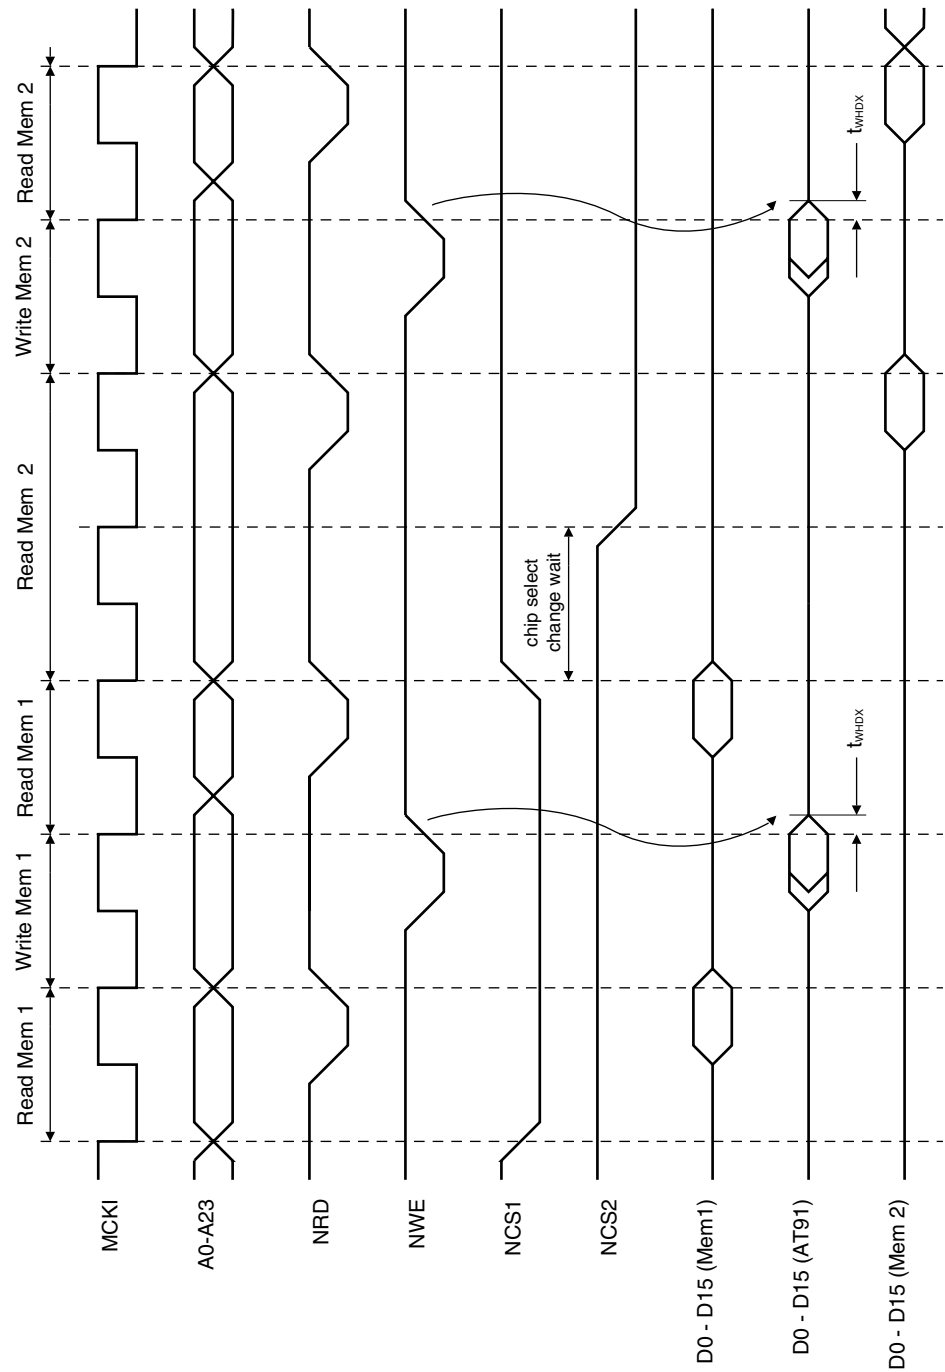 Read Mem 1
Write Mem 1
Read Mem 1
Read Mem 2
Write Mem 2
Read Mem 2
MCKI
A0-A23
NRD
NWE
NCS1
chip select
change wait
NCS2
D0 - D15 (Mem1)
D0 - D15 (AT91)
tWHDX
tWHDX
D0 - D15 (Mem 2)